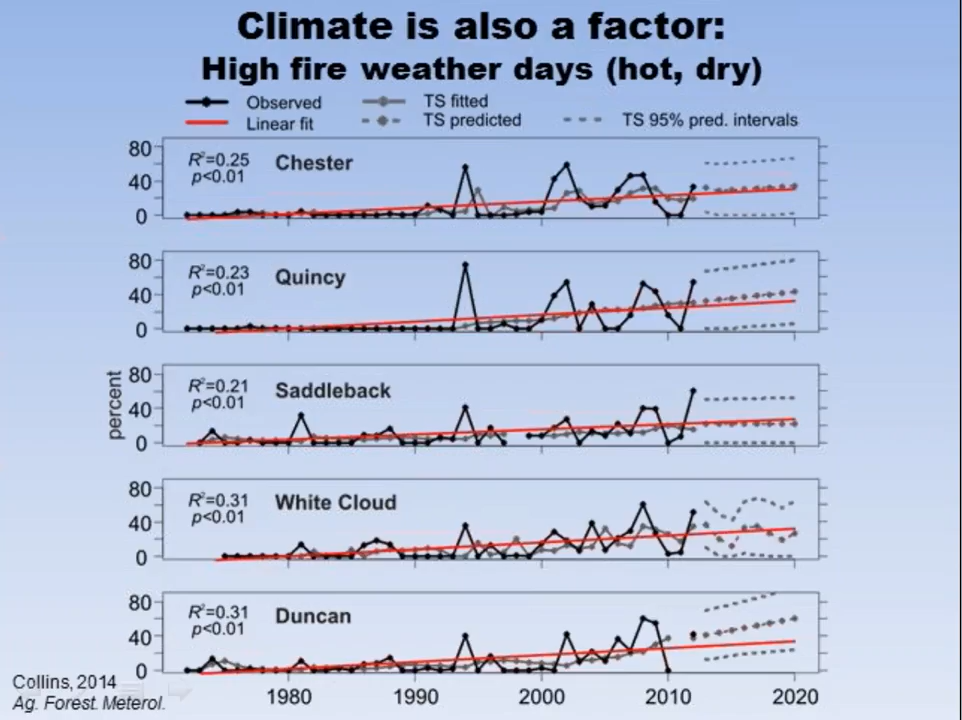 Climate is also a factor:
High fire weather days (hot, dry)
Observed TS fitted
Linear fit TS predicted TS 95% pred. intervals
80
R²=0.25 Chester
p<0.01
40
0
80
R²=0.23 Quincy
p<0.01
40
0
percent
80
R²=0.21 Saddleback
p<0.01
40
0
80
R²=0.31 White Cloud
p<0.01
40
0
80
R²=0.31 Duncan
p<0.01
40
0
1980 1990 2000 2010 2020
Collins, 2014
Ag. Forest. Meterol.